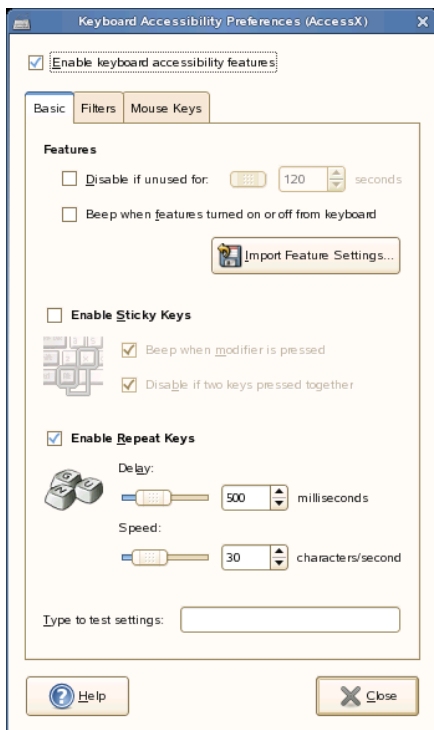 Keyboard Accessibility Preferences (AccessX)
Enable keyboard accessibility features
Basic Filters Mouse Keys
Features
Disable if unused for: 120 seconds
Beep when features turned on or off from keyboard
Import Feature Settings...
Enable Sticky Keys
Beep when modifier is pressed
Disable if two keys pressed together
Enable Repeat Keys
G N U
Delay:
500 milliseconds
Speed:
30 characters/second
Type to test settings:
Help Close